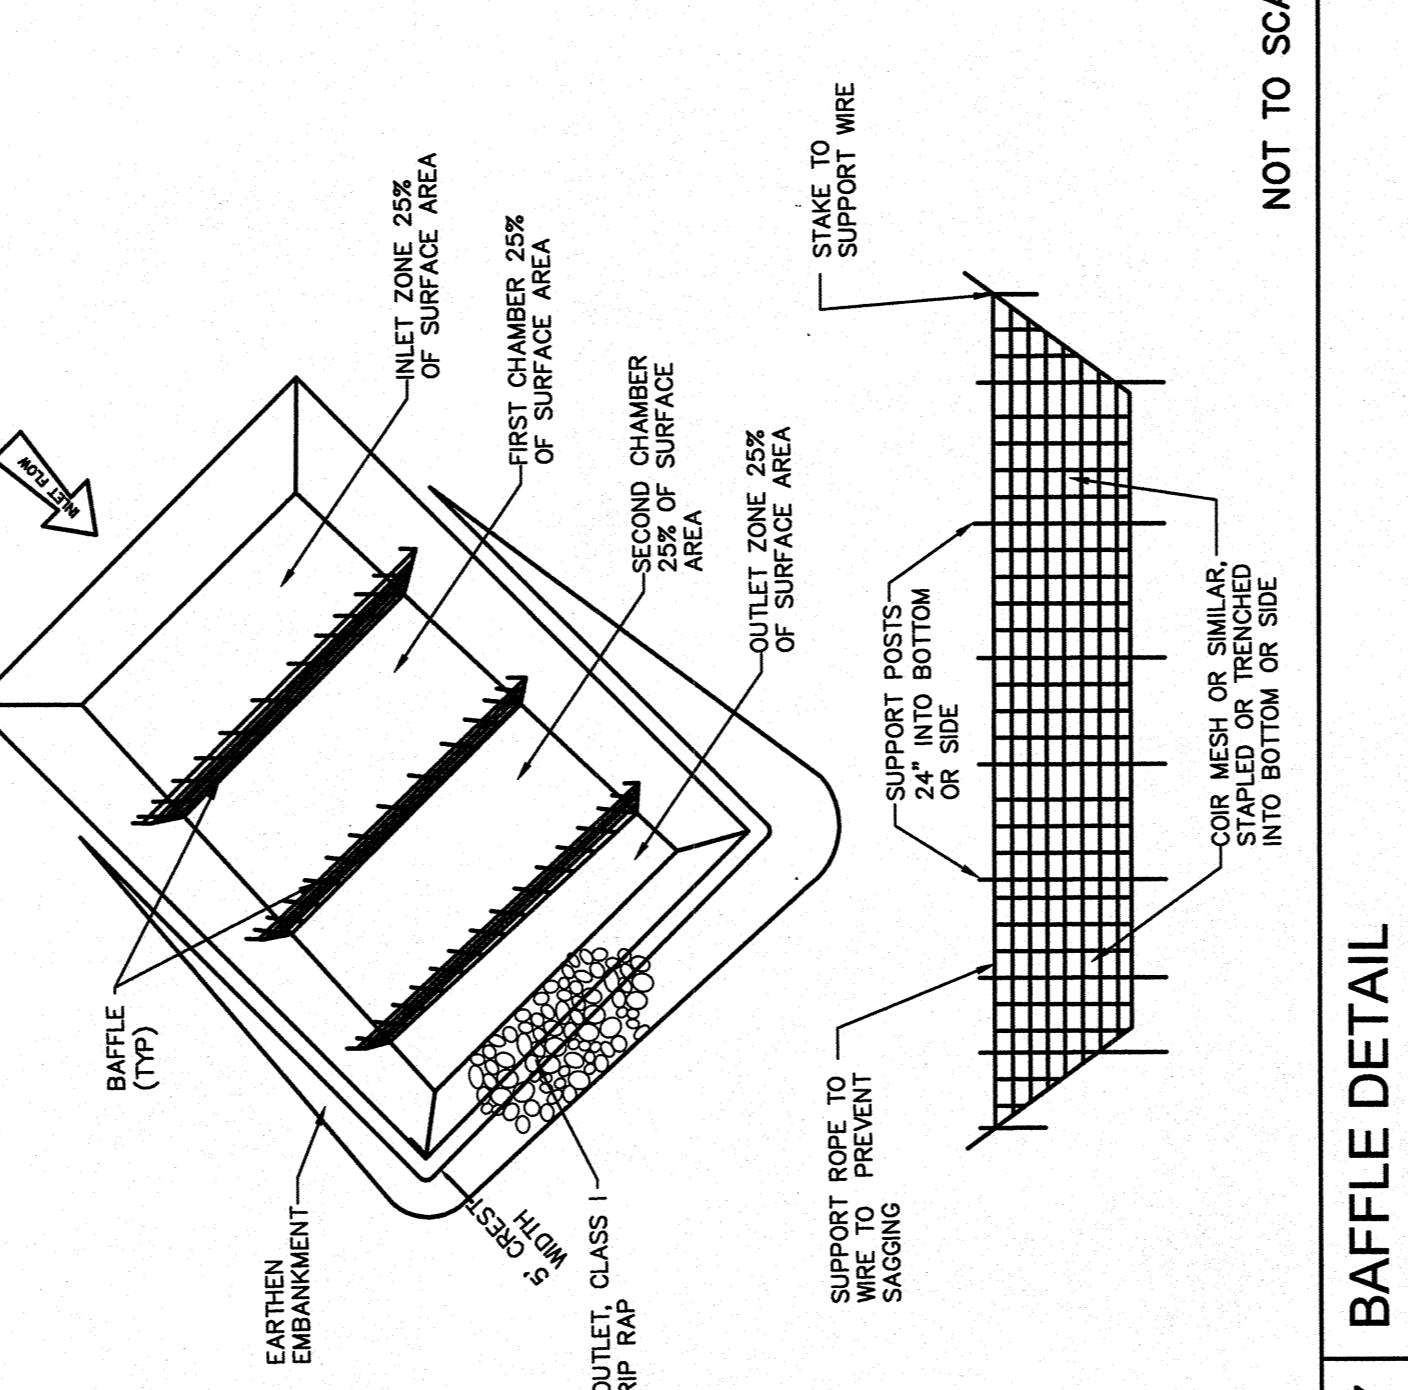 INLET FLOW
INLET ZONE 25%
OF SURFACE AREA
FIRST CHAMBER 25%
OF SURFACE AREA
SECOND CHAMBER
25% OF SURFACE
AREA
OUTLET ZONE 25%
OF SURFACE AREA
BAFFLE
(TYP)
EARTHEN
EMBANKMENT
5' CREST
WIDTH
OUTLET, CLASS I
RIP RAP
STAKE TO
SUPPORT WIRE
SUPPORT POSTS
24" INTO BOTTOM
OR SIDE
SUPPORT ROPE TO
WIRE TO PREVENT
SAGGING
COIR MESH OR SIMILAR,
STAPLED OR TRENCHED
INTO BOTTOM OR SIDE
NOT TO SCA
BAFFLE DETAIL